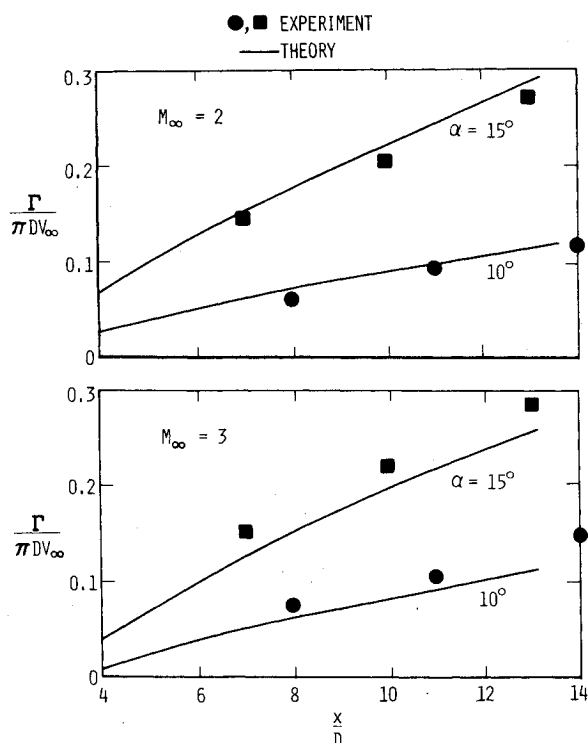 ●,■ EXPERIMENT
— THEORY
0.3
M∞ = 2
α = 15°
0.2
Γ
πDV∞
0.1
10°
0
0.3
M∞ = 3
α = 15°
0.2
Γ
πDV∞
0.1
10°
0
4 6 8 10 12 14
x
D